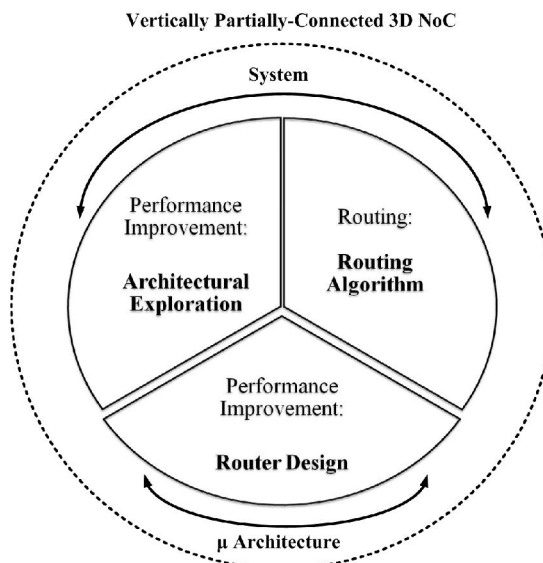 Vertically Partially-Connected 3D NoC
System
Performance
Improvement:
Architectural
Exploration
Routing:
Routing
Algorithm
Performance
Improvement:
Router Design
μ Architecture